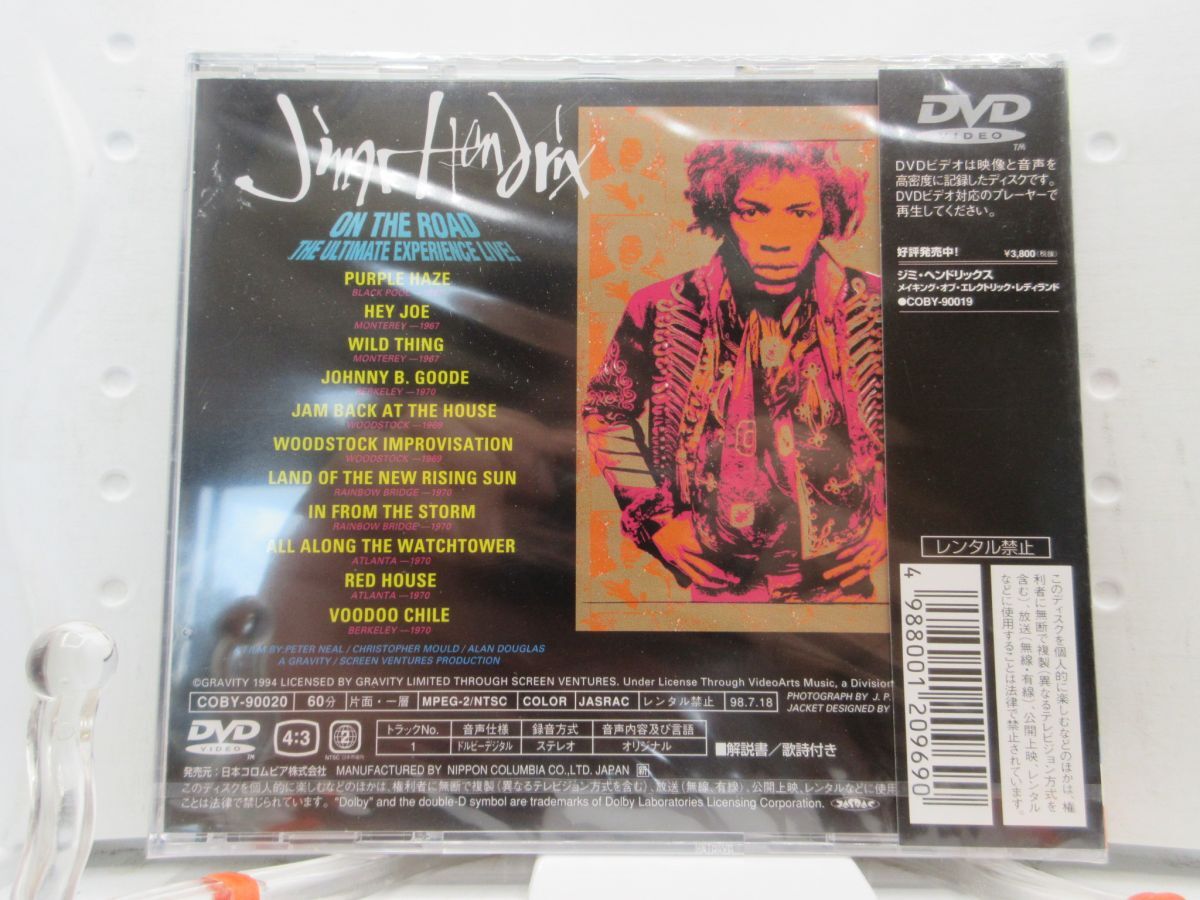 Jimi Hendrix
ON THE ROAD
THE ULTIMATE EXPERIENCE LIVE!
PURPLE HAZE
BLACK POOL
HEY JOE
MONTEREY—1967
WILD THING
MONTEREY—1967
JOHNNY B. GOODE
BERKELEY—1970
JAM BACK AT THE HOUSE
WOODSTOCK—1969
WOODSTOCK IMPROVISATION
WOODSTOCK—1969
LAND OF THE NEW RISING SUN
RAINBOW BRIDGE—1970
IN FROM THE STORM
RAINBOW BRIDGE—1970
ALL ALONG THE WATCHTOWER
ATLANTA—1970
RED HOUSE
ATLANTA—1970
VOODOO CHILE
BERKELEY—1970
A FILM BY:PETER NEAL / CHRISTOPHER MOULD / ALAN DOUGLAS
A GRAVITY / SCREEN VENTURES PRODUCTION
©GRAVITY 1994 LICENSED BY GRAVITY LIMITED THROUGH SCREEN VENTURES. Under License Through VideoArts Music, a Division
PHOTOGRAPH BY J. P.
JACKET DESIGNED BY
COBY-90020 60分 片面・一層 MPEG-2/NTSC COLOR JASRAC レンタル禁止 98.7.18
DVD
VIDEO
4:3
2
トラックNo. 音声仕様 録音方式 音声内容及び言語
1 ドルビーデジタル ステレオ オリジナル
■解説書/歌詩付き
発売元:日本コロムビア株式会社 MANUFACTURED BY NIPPON COLUMBIA CO.,LTD. JAPAN
このディスクを個人的に楽しむなどのほかは、権利者に無断で複製(異なるテレビジョン方式を含む)、放送(無線、有線)、公開上映、レンタルなどに使用
ことは法律で禁じられています。"Dolby" and the double-D symbol are trademarks of Dolby Laboratories Licensing Corporation.
DVD
VIDEO
TM
DVDビデオは映像と音声を
高密度に記録したディスクです。
DVDビデオ対応のプレーヤーで
再生してください。
好評発売中! ¥3,800(税抜)
ジミ・ヘンドリックス
メイキング・オブ・エレクトリック・レディランド
●COBY-90019
レンタル禁止
このディスクを個人的に楽しむなどのほかは、権
利者に無断で複製(異なるテレビジョン方式を
含む)、放送(無線・有線)、公開上映、レンタル
などに使用することは法律で禁止されています。
4 988001 209690